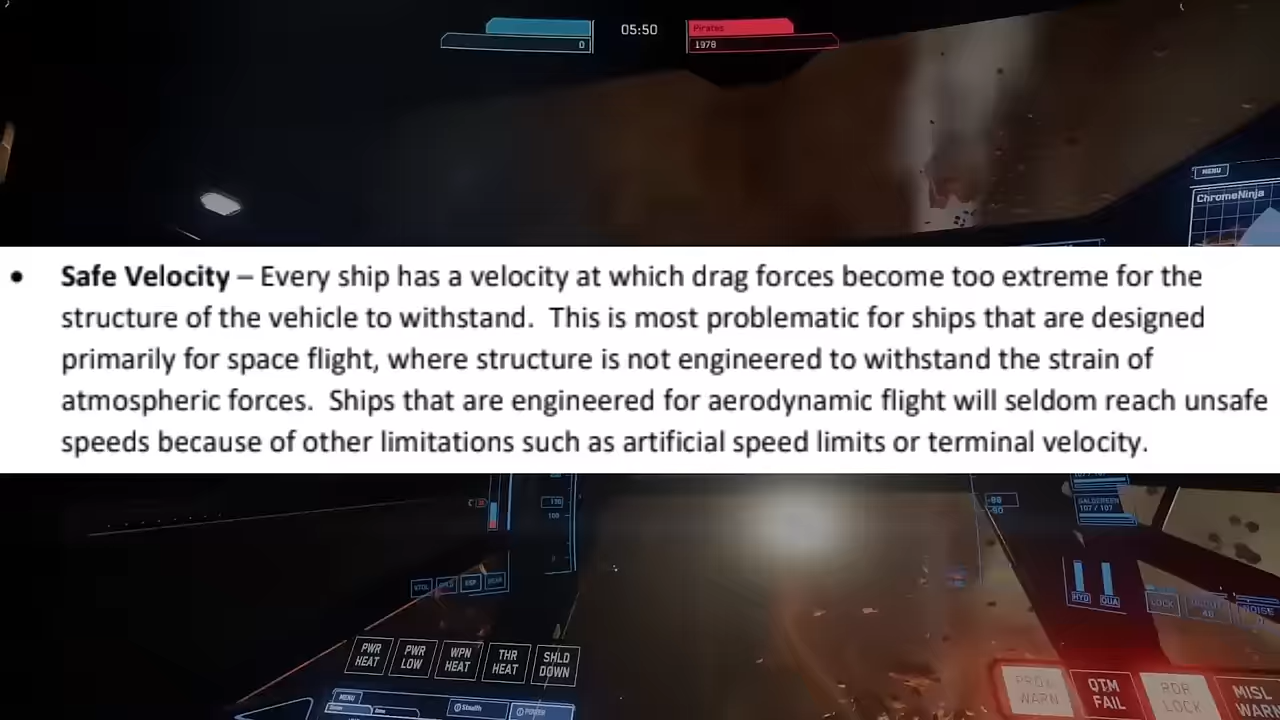 05:50
Pirates
0
1978
MENU
ChromeNinja
• Safe Velocity – Every ship has a velocity at which drag forces become too extreme for the
structure of the vehicle to withstand. This is most problematic for ships that are designed
primarily for space flight, where structure is not engineered to withstand the strain of
atmospheric forces. Ships that are engineered for aerodynamic flight will seldom reach unsafe
speeds because of other limitations such as artificial speed limits or terminal velocity.
107 / 107
HYD
QUA
LOCK
PWR
HEAT
PWR
LOW
WPN
HEAT
THR
HEAT
SHLD
DOWN
WARN
QTM
FAIL
LOCK
MISL
WARN
MENU
Stealth
POWER